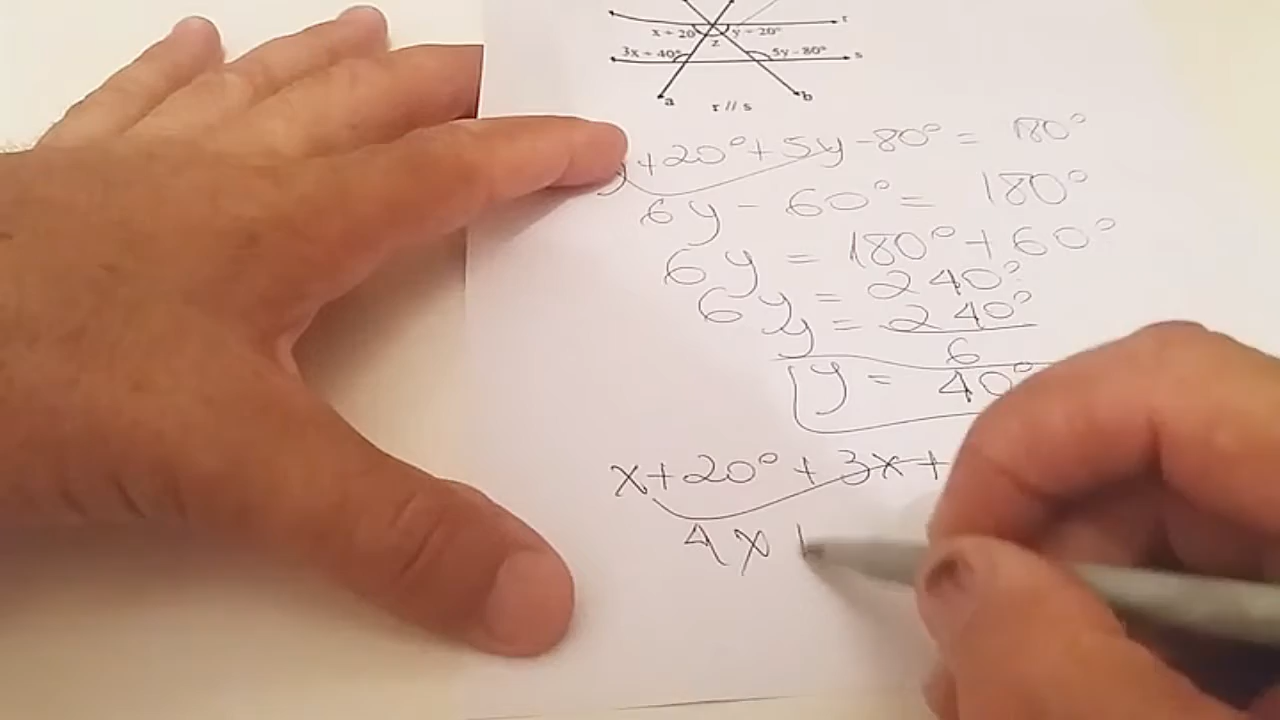 r
x + 20° y + 20°
z
3x + 40° 5y - 80° s
a b
r // s
y + 20° + 5y - 80° = 180°
6y - 60° = 180°
6y = 180° + 60°
6y = 240°
y = 240°
6
y = 40°
x + 20° + 3x +
4x